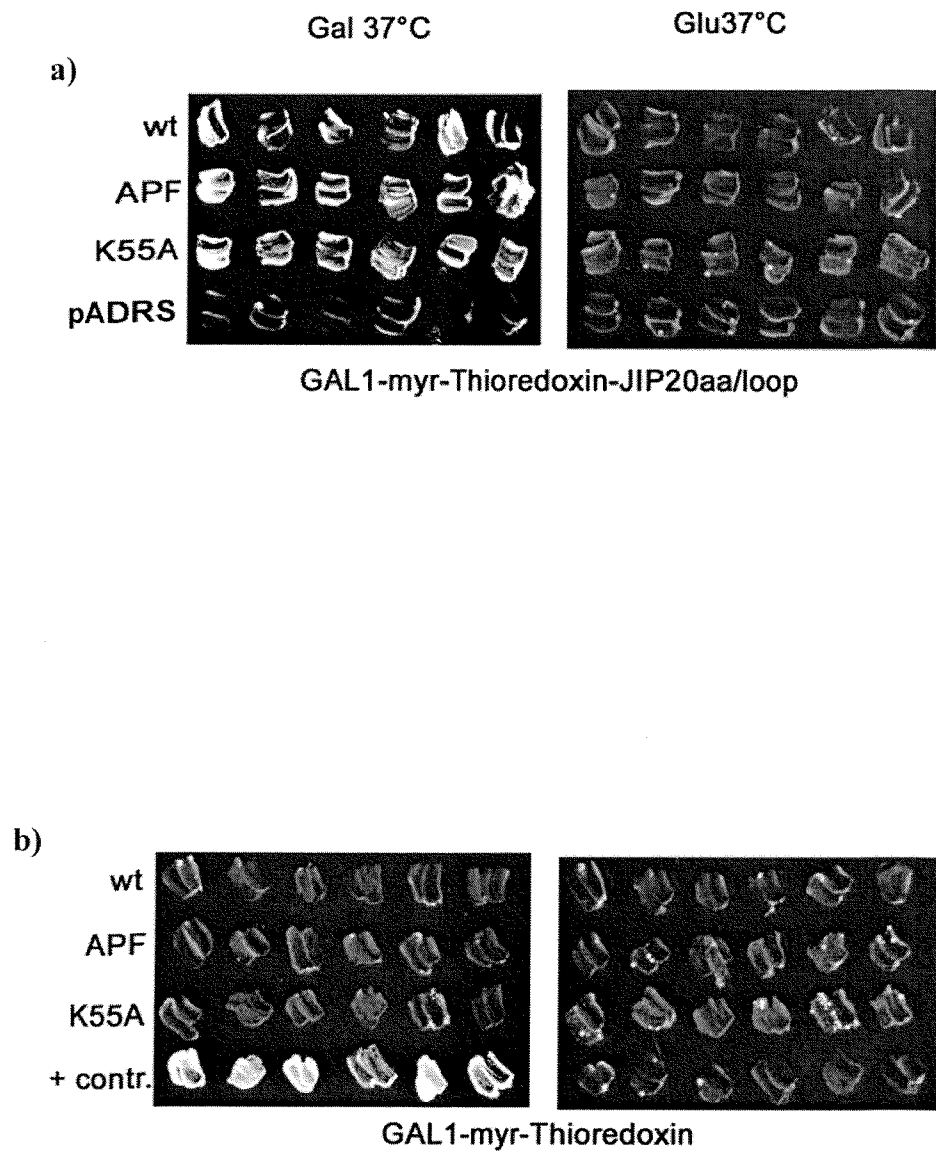 Gal 37°C
Glu37°C
a)
wt
APF
K55A
pADRS
GAL1-myr-Thioredoxin-JIP20aa/loop
b)
wt
APF
K55A
+ contr.
GAL1-myr-Thioredoxin